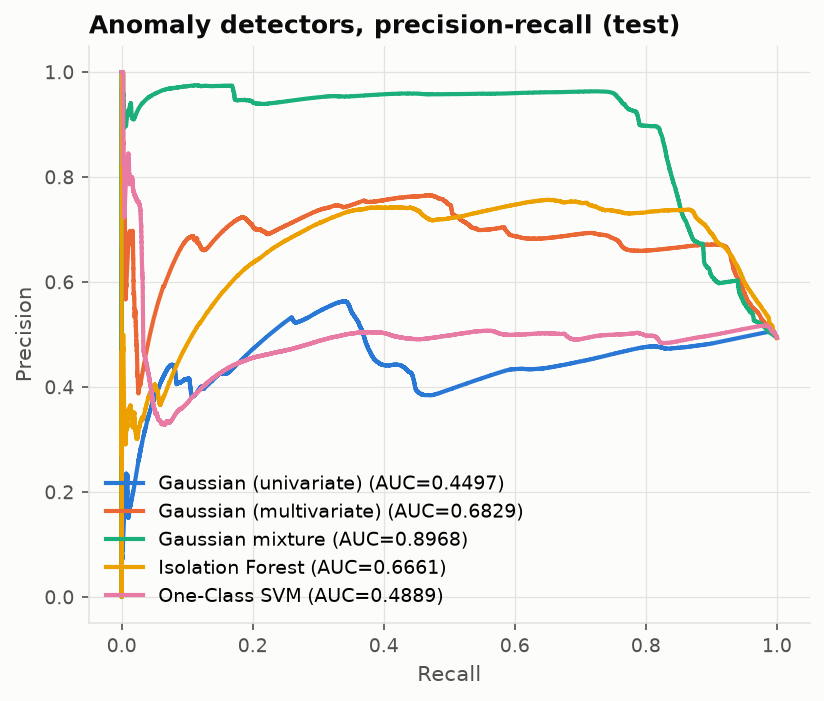 Anomaly detectors, precision-recall (test)
1.0
0.8
0.6
0.4
0.2
0.0
Precision
Gaussian (univariate) (AUC=0.4497)
Gaussian (multivariate) (AUC=0.6829)
Gaussian mixture (AUC=0.8968)
Isolation Forest (AUC=0.6661)
One-Class SVM (AUC=0.4889)
0.0 0.2 0.4 0.6 0.8 1.0
Recall